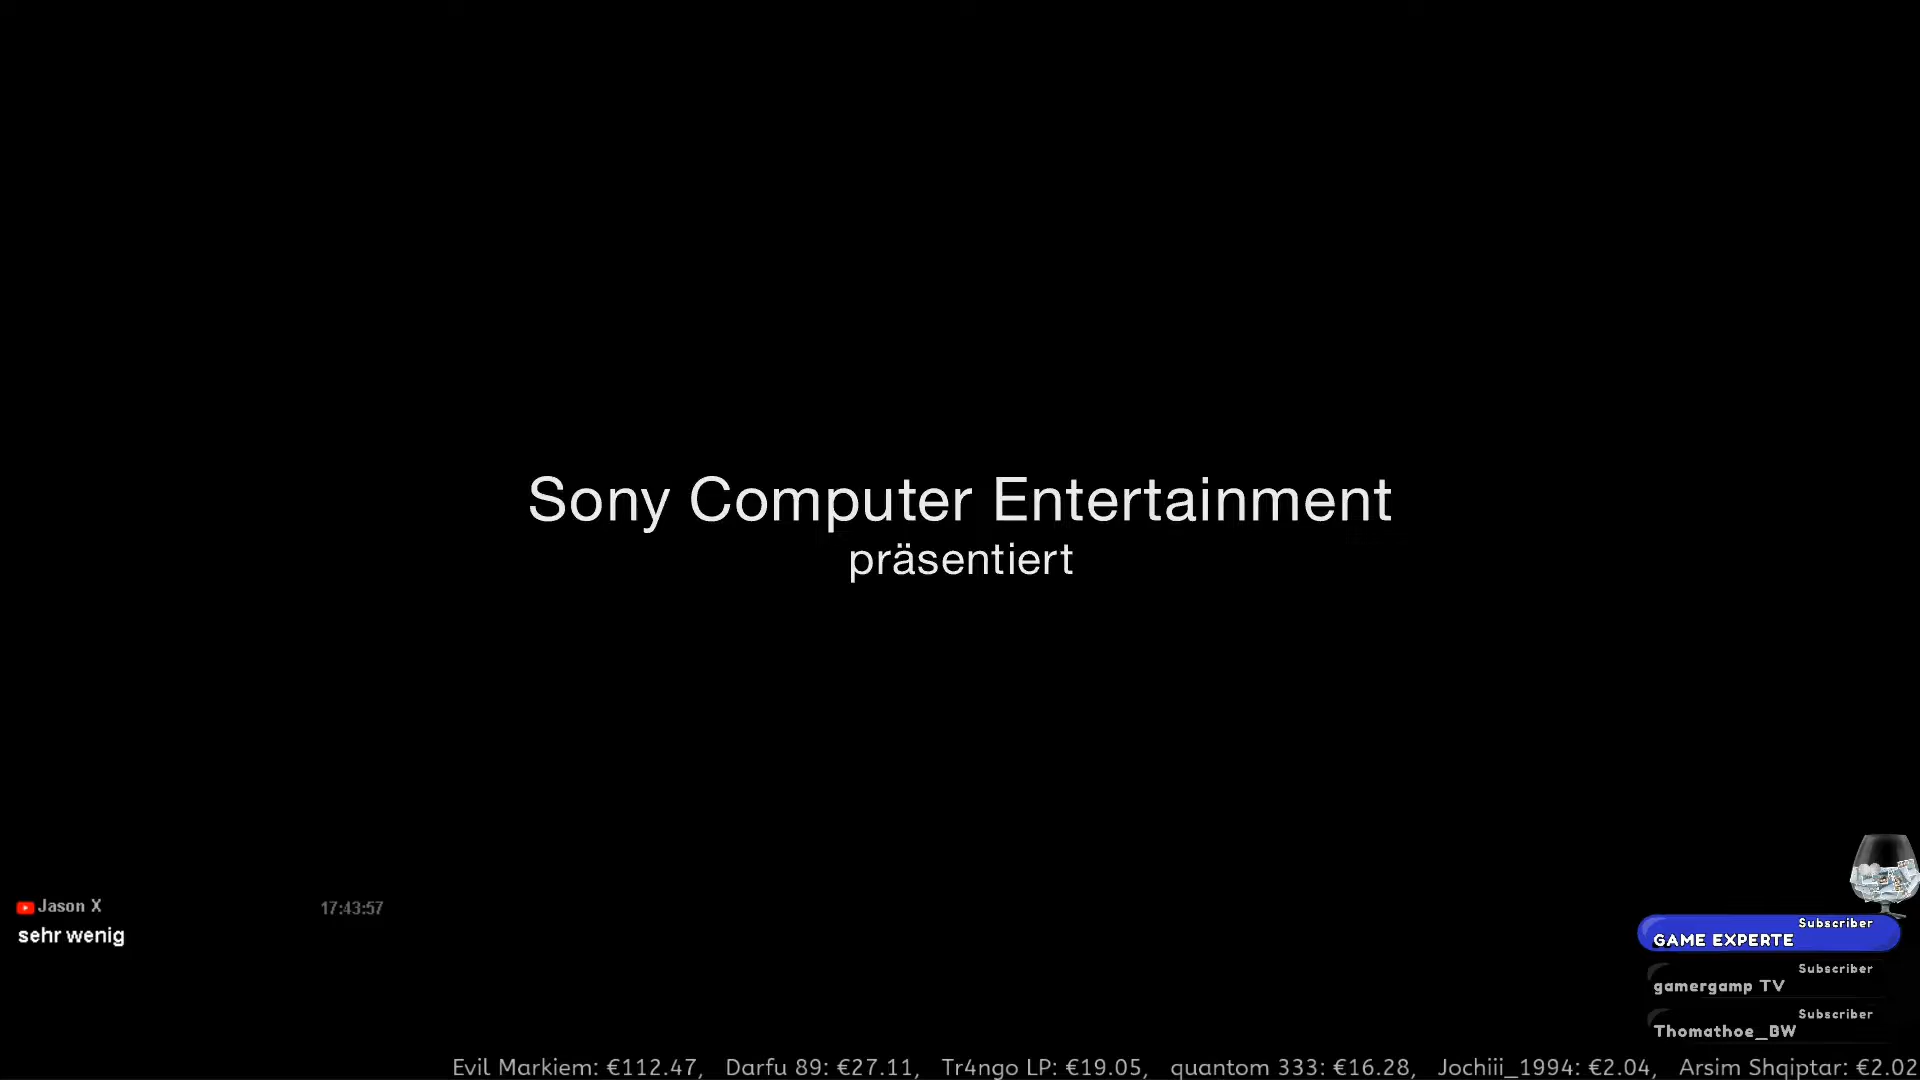 Sony Computer Entertainment
präsentiert
Jason X 17:43:57
sehr wenig
Subscriber
GAME EXPERTE
Subscriber
gamergamp TV
Subscriber
Thomathoe_BW
Evil Markiem: €112.47, Darfu 89: €27.11, Tr4ngo LP: €19.05, quantom 333: €16.28, Jochiii_1994: €2.04, Arsim Shqiptar: €2.02